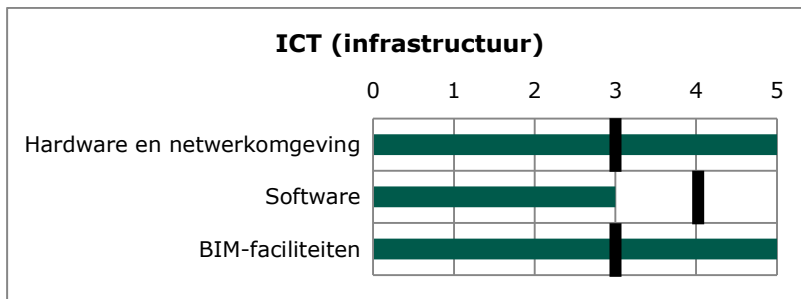 ICT (infrastructuur)
0 1 2 3 4 5
Hardware en netwerkomgeving
Software
BIM-faciliteiten